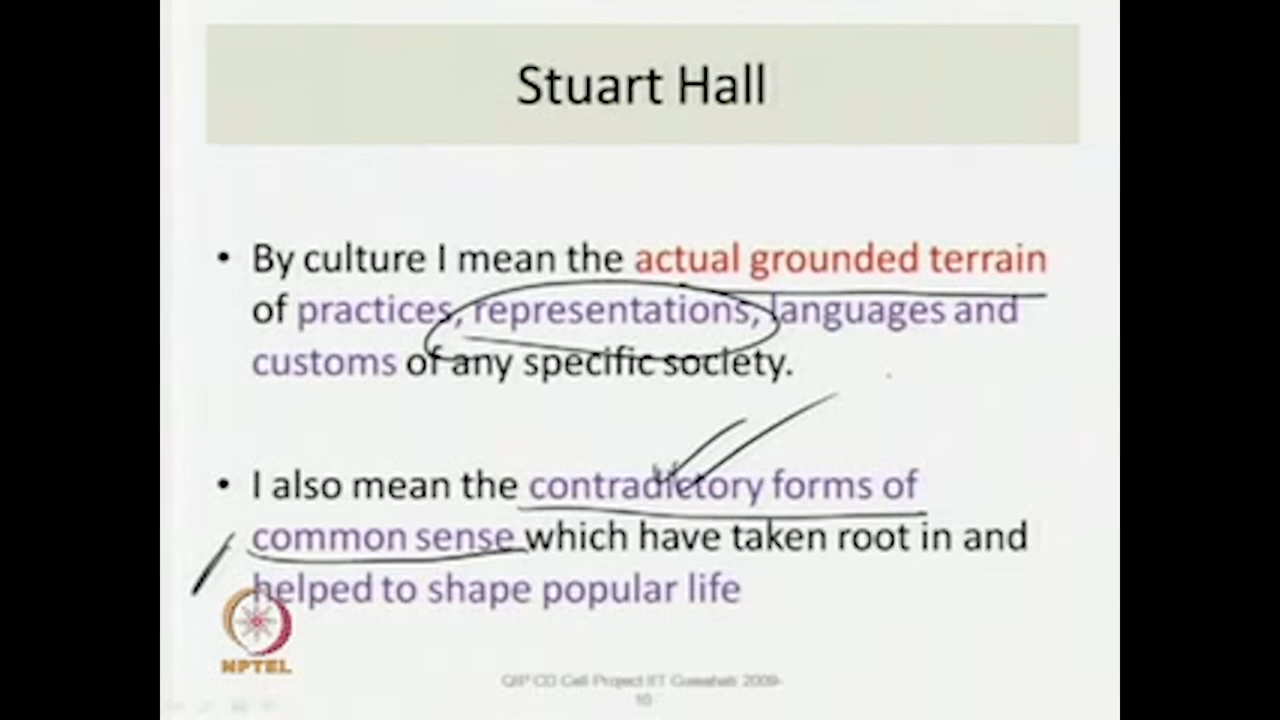 Stuart Hall
• By culture I mean the actual grounded terrain
of practices, representations, languages and
customs of any specific society.
• I also mean the contradictory forms of
common sense which have taken root in and
helped to shape popular life
NPTEL
QIP CD Cell Project IIT Guwahati 2009-
10